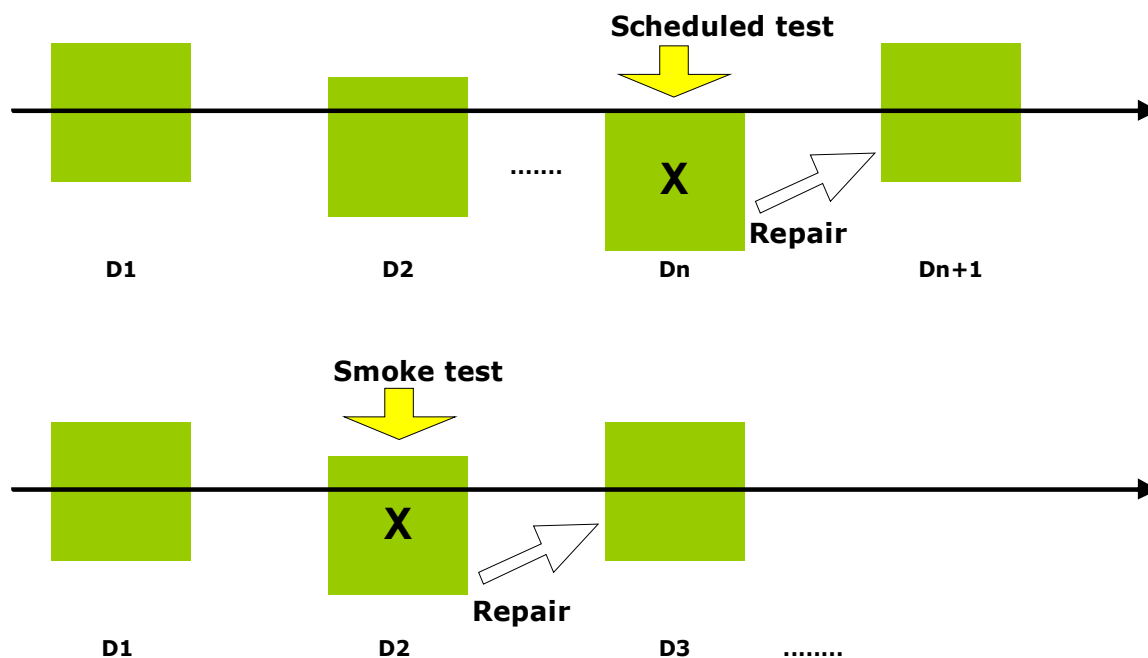 Scheduled test
.......
X
Repair
D1 D2 Dn Dn+1
Smoke test
X
Repair
D1 D2 D3 ........